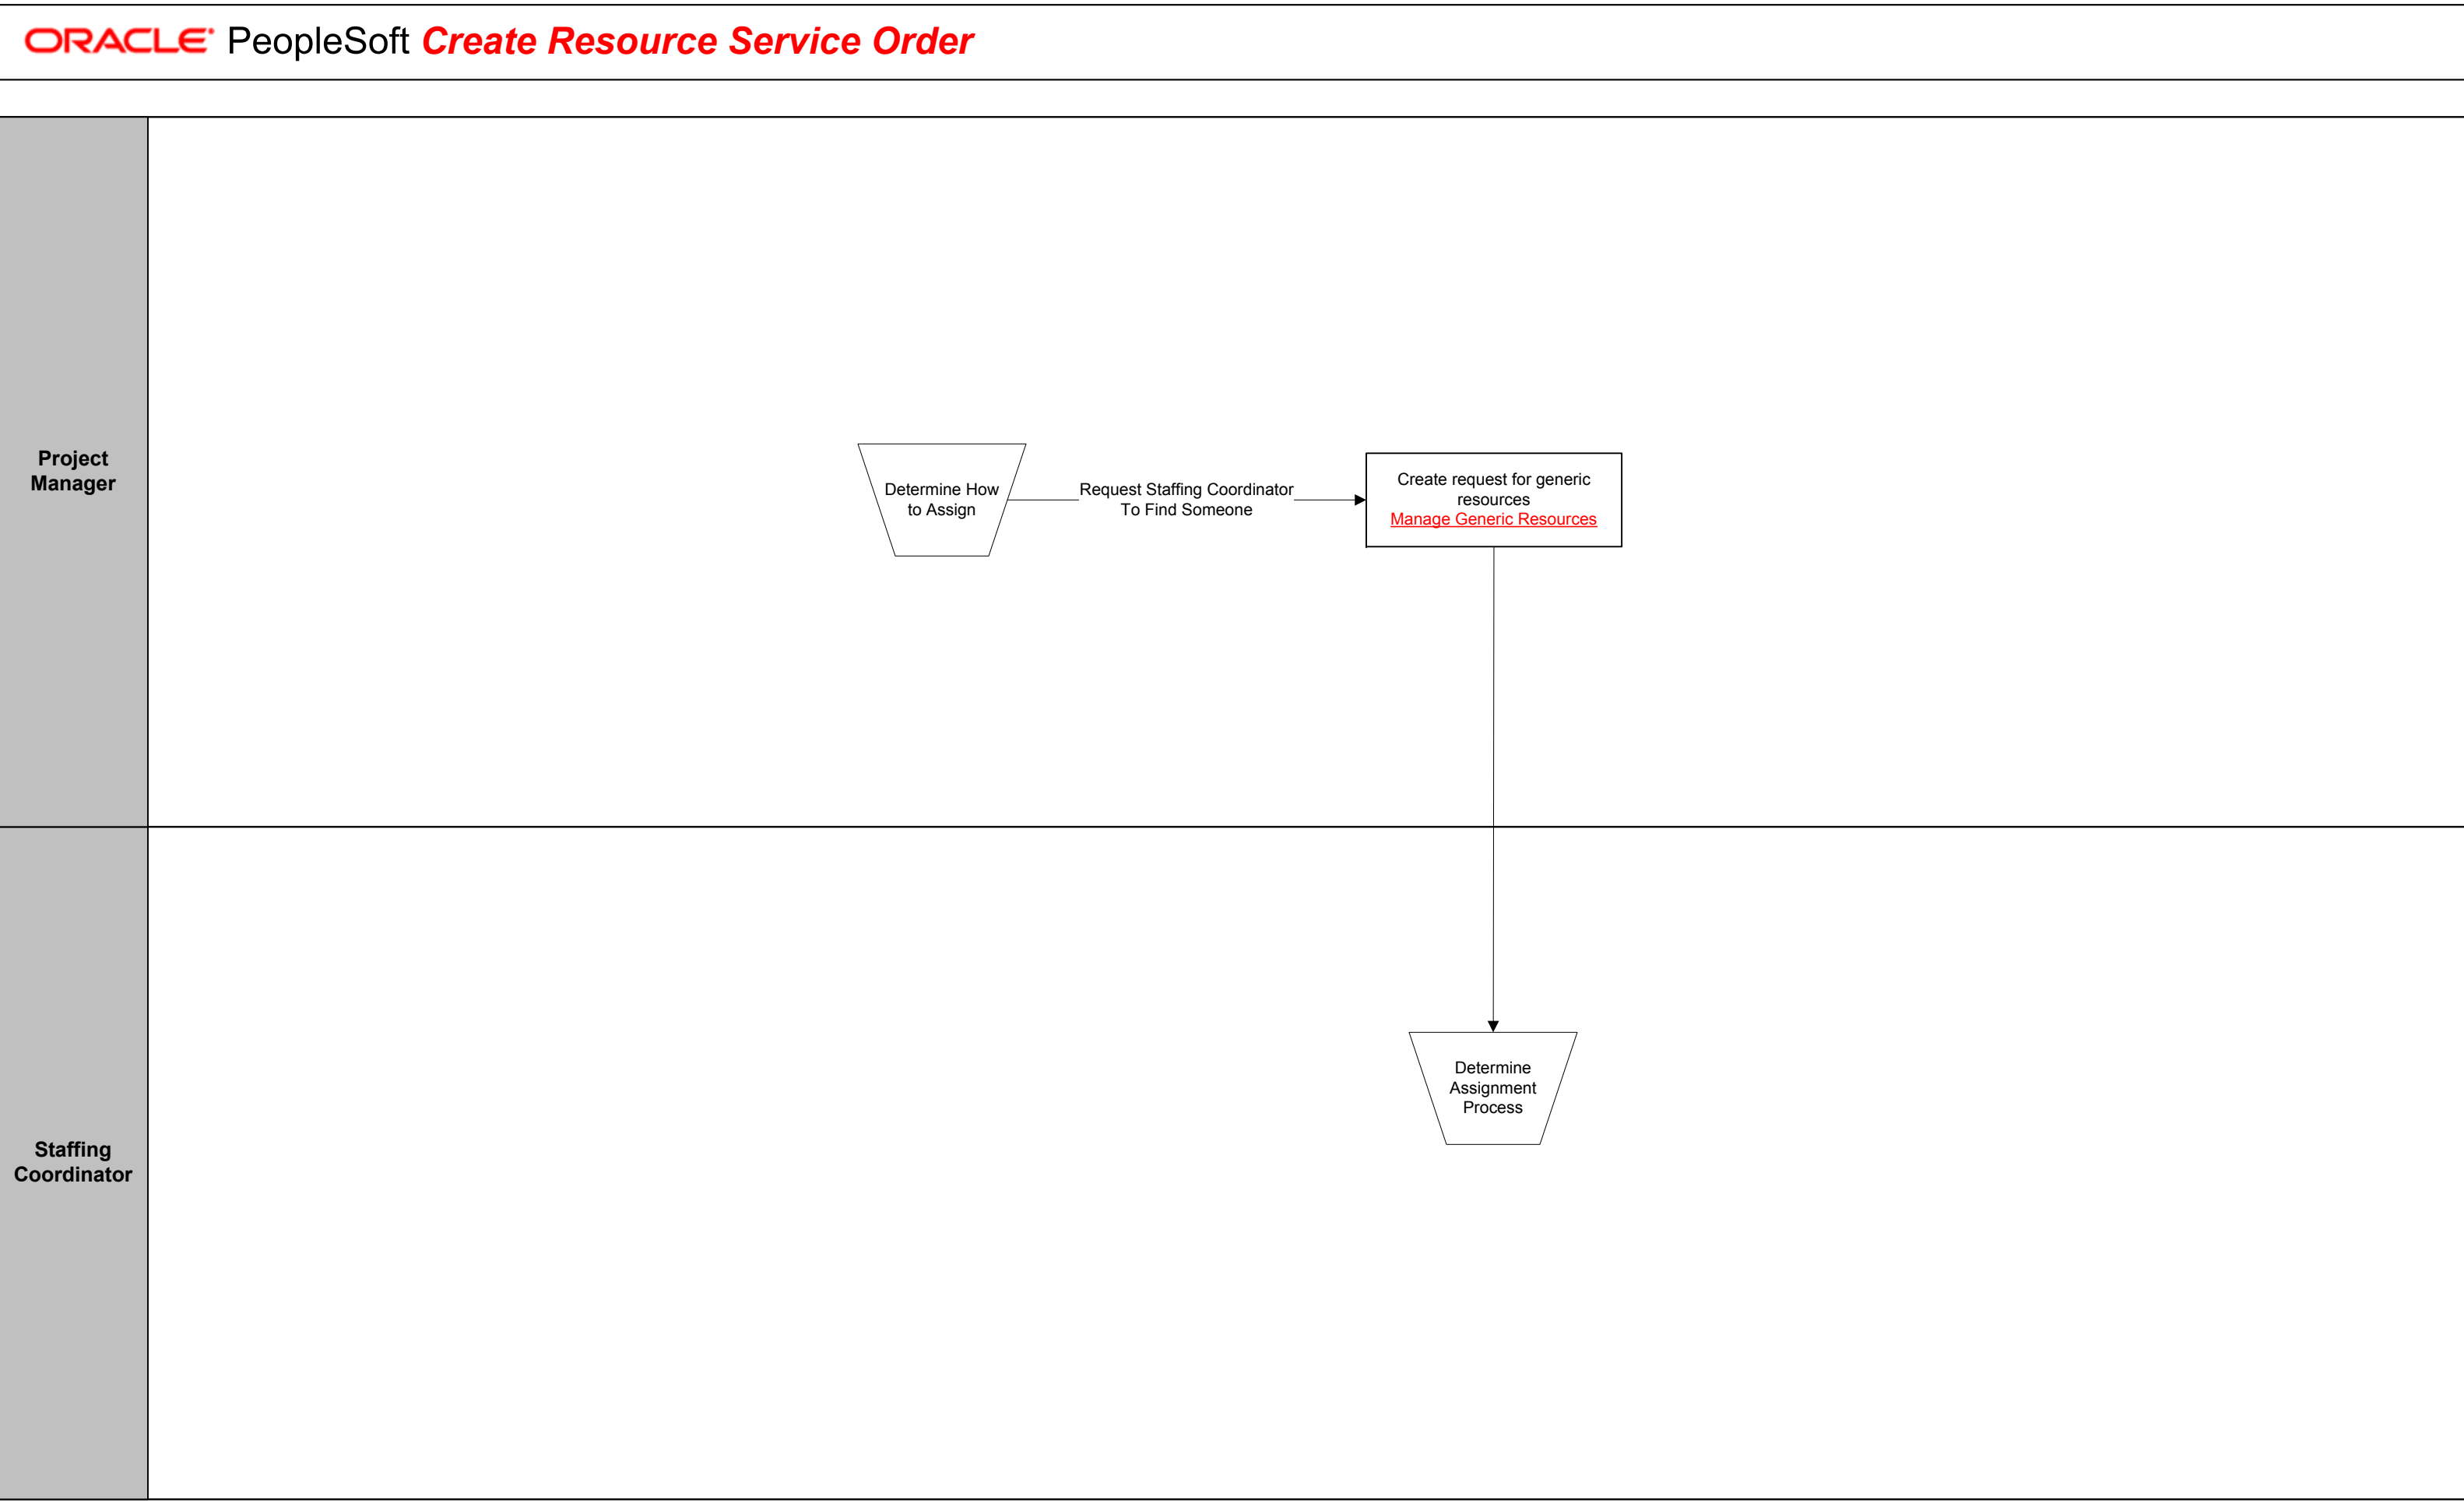 ORACLE® PeopleSoft Create Resource Service Order
Project
Manager
Determine How
to Assign
Request Staffing Coordinator
To Find Someone
Create request for generic
resources
Manage Generic Resources
Staffing
Coordinator
Determine
Assignment
Process